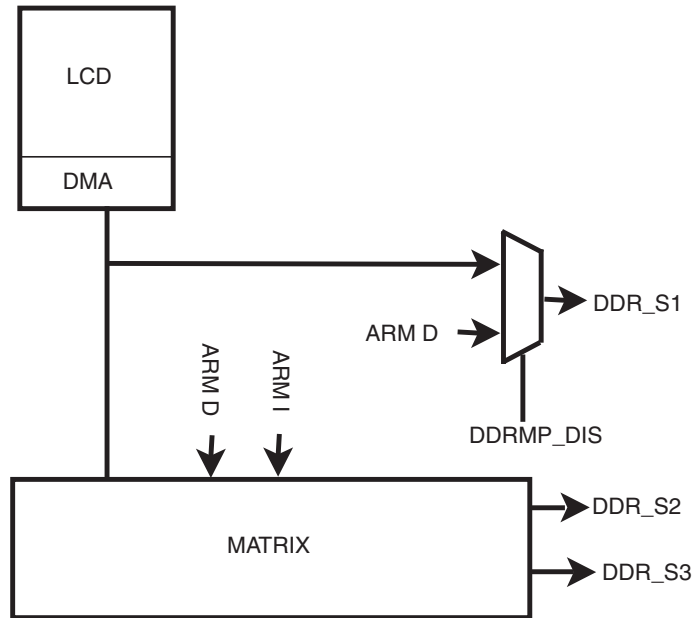 LCD
DMA
DDR_S1
ARM D
ARM D
ARM I
DDRMP_DIS
MATRIX
DDR_S2
DDR_S3